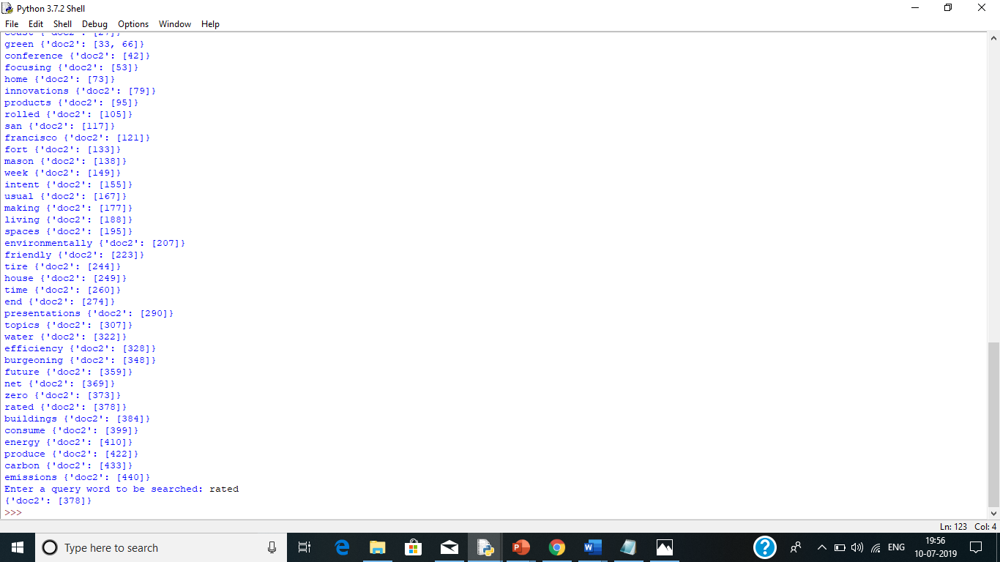 Python 3.7.2 Shell
File Edit Shell Debug Options Window Help
coast {'doc2': [27]}
green {'doc2': [33, 66]}
conference {'doc2': [42]}
focusing {'doc2': [53]}
home {'doc2': [73]}
innovations {'doc2': [79]}
products {'doc2': [95]}
rolled {'doc2': [105]}
san {'doc2': [117]}
francisco {'doc2': [121]}
fort {'doc2': [133]}
mason {'doc2': [138]}
week {'doc2': [149]}
intent {'doc2': [155]}
usual {'doc2': [167]}
making {'doc2': [177]}
living {'doc2': [188]}
spaces {'doc2': [195]}
environmentally {'doc2': [207]}
friendly {'doc2': [223]}
tire {'doc2': [244]}
house {'doc2': [249]}
time {'doc2': [260]}
end {'doc2': [274]}
presentations {'doc2': [290]}
topics {'doc2': [307]}
water {'doc2': [322]}
efficiency {'doc2': [328]}
burgeoning {'doc2': [348]}
future {'doc2': [359]}
net {'doc2': [369]}
zero {'doc2': [373]}
rated {'doc2': [378]}
buildings {'doc2': [384]}
consume {'doc2': [399]}
energy {'doc2': [410]}
produce {'doc2': [422]}
carbon {'doc2': [433]}
emissions {'doc2': [440]}
Enter a query word to be searched: rated
{'doc2': [378]}
>>>
Ln: 123 Col: 4
Type here to search
ENG
19:56
10-07-2019